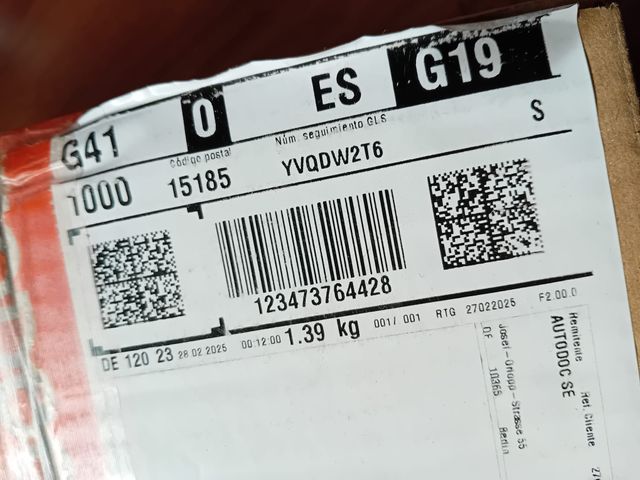 G41 0 ES G19
Código postal Núm. seguimiento GLS
1000 15185 YVQDW2T6 S
123473764428
DE 120 23 28.02.2025 00:12:00 1.39 kg 001/ 001 RTG 27022025 F2.00.0
Remitente Ref. Cliente
AUTODOC SE
Josef-Orlopp-Strasse 55
DE 10365 Berlin